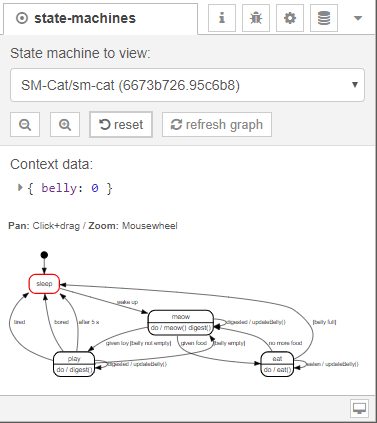 state-machines
i
State machine to view:
SM-Cat/sm-cat (6673b726.95c6b8)
reset
refresh graph
Context data:
{ belly: 0 }
Pan: Click+drag / Zoom: Mousewheel
sleep
wake up
meow
do / meow() digest()
digested / updateBelly()
[belly full]
tired
bored
after 5 s
given toy [belly not empty]
given food
[belly empty]
no more food
play
do / digest()
digested / updateBelly()
eat
do / eat()
eaten / updateBelly()